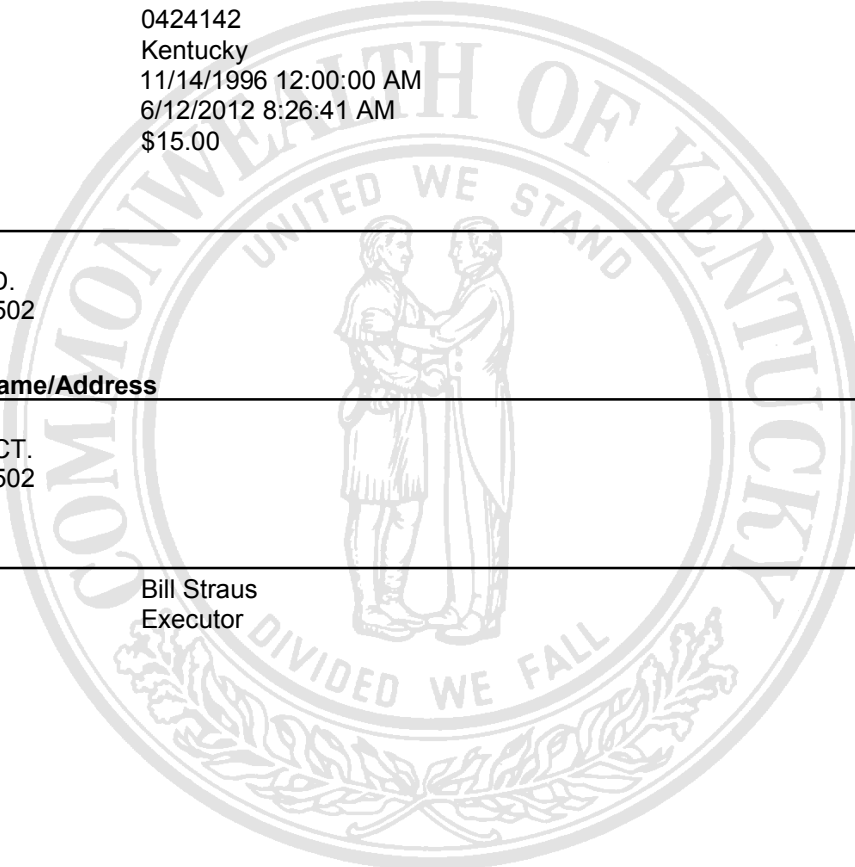 0424142
Kentucky
11/14/1996 12:00:00 AM
6/12/2012 8:26:41 AM
$15.00
D.
502
ame/Address
CT.
502
Bill Straus
Executor
COMMONWEALTH OF KENTUCKY
UNITED WE STAND
DIVIDED WE FALL